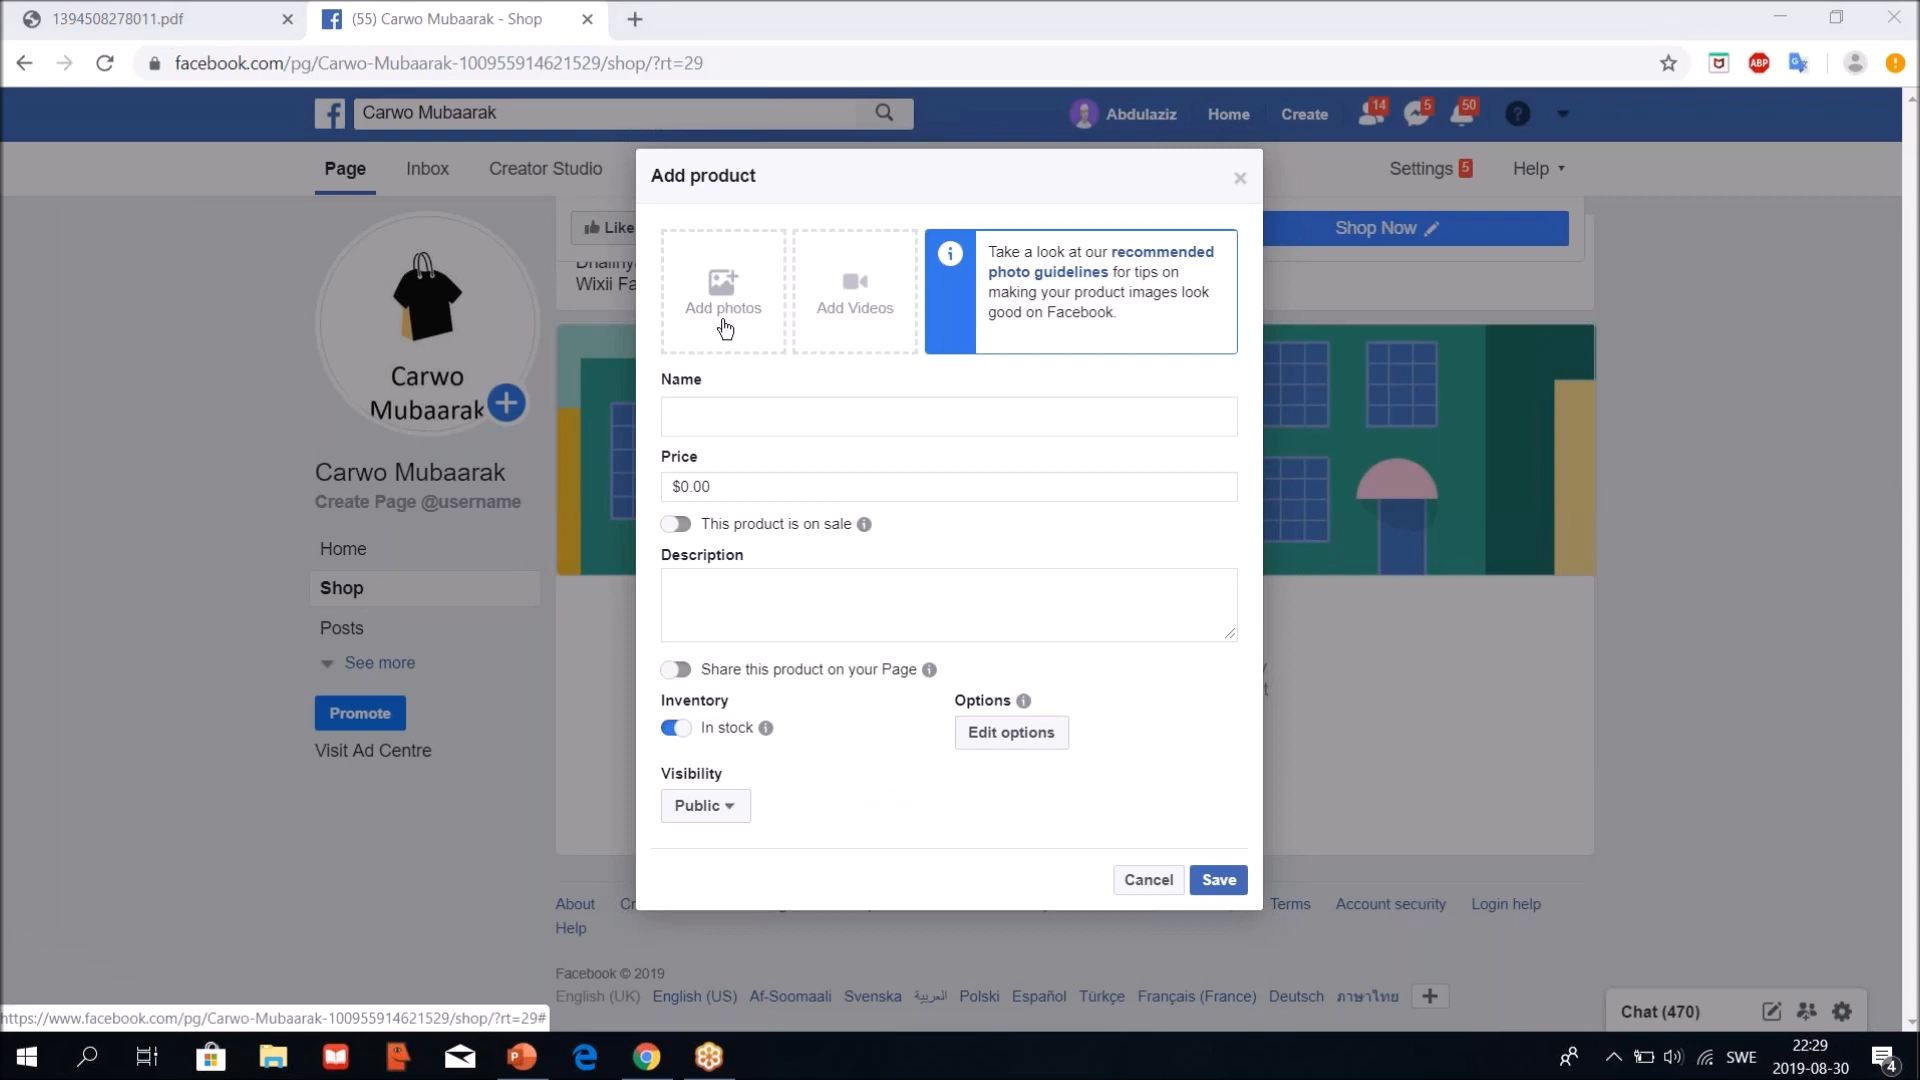 1394508278011.pdf
(55) Carwo Mubaarak - Shop
facebook.com/pg/Carwo-Mubaarak-100955914621529/shop/?rt=29
ABP
Carwo Mubaarak
Abdulaziz
Home
Create
14
5
50
Page
Inbox
Creator Studio
Settings 5
Help
Add product
Like
Shop Now
Wixii Fa
Add photos
Add Videos
Take a look at our recommended
photo guidelines for tips on
making your product images look
good on Facebook.
Name
Price
$0.00
This product is on sale
Description
Share this product on your Page
Inventory
In stock
Options
Edit options
Visibility
Public
Cancel
Save
Carwo
Mubaarak
Carwo Mubaarak
Create Page @username
Home
Shop
Posts
See more
Promote
Visit Ad Centre
About
Terms
Account security
Login help
Help
Facebook © 2019
English (UK) English (US) Af-Soomaali Svenska العربية Polski Español Türkçe Français (France) Deutsch ภาษาไทย
Chat (470)
https://www.facebook.com/pg/Carwo-Mubaarak-100955914621529/shop/?rt=29#
SWE
22:29
2019-08-30
4